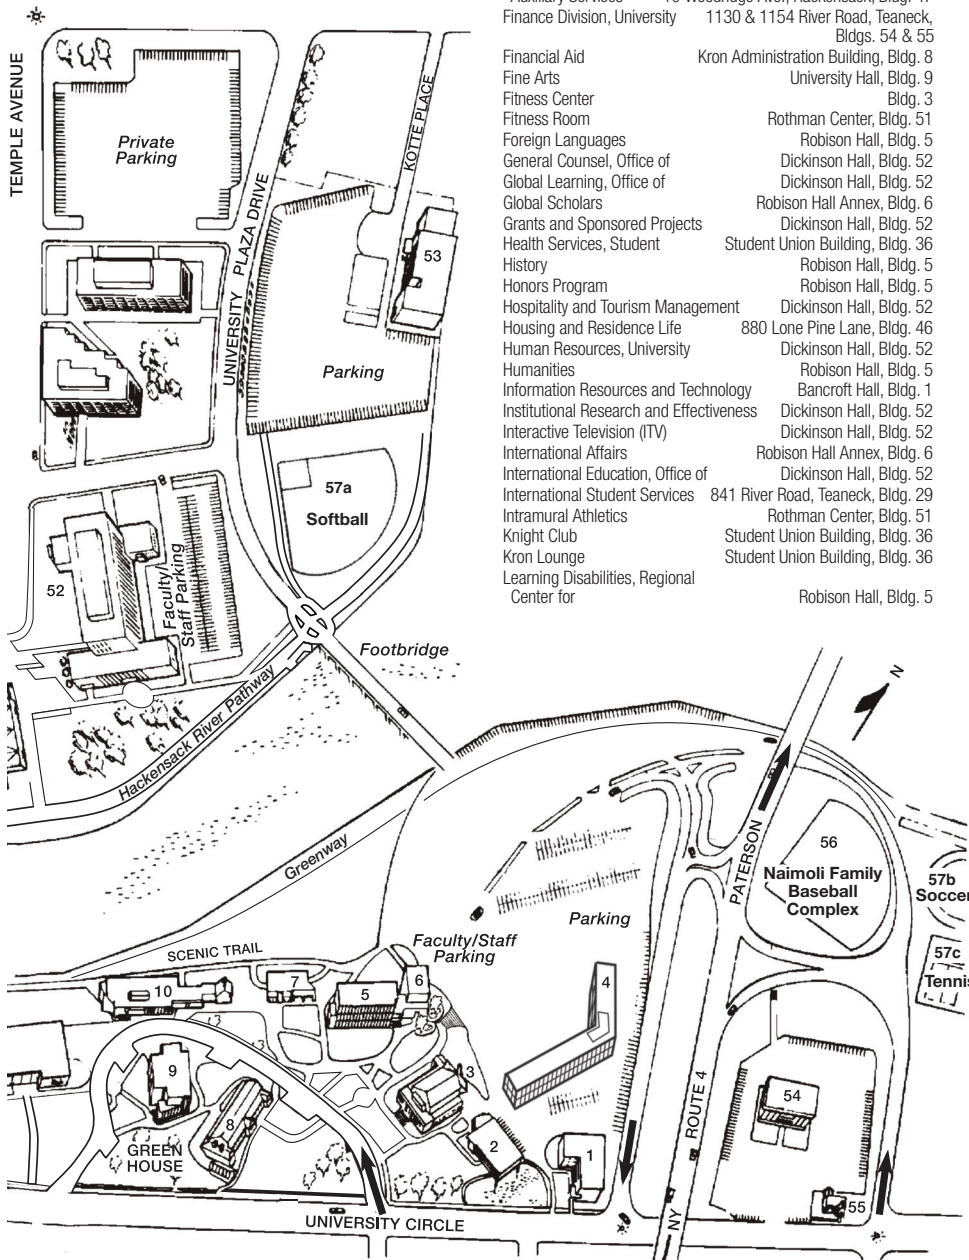 Finance Division, University 1130 & 1154 River Road, Teaneck,
Bldgs. 54 & 55
Financial Aid Kron Administration Building, Bldg. 8
Fine Arts University Hall, Bldg. 9
Fitness Center Bldg. 3
Fitness Room Rothman Center, Bldg. 51
Foreign Languages Robison Hall, Bldg. 5
General Counsel, Office of Dickinson Hall, Bldg. 52
Global Learning, Office of Dickinson Hall, Bldg. 52
Global Scholars Robison Hall Annex, Bldg. 6
Grants and Sponsored Projects Dickinson Hall, Bldg. 52
Health Services, Student Student Union Building, Bldg. 36
History Robison Hall, Bldg. 5
Honors Program Robison Hall, Bldg. 5
Hospitality and Tourism Management Dickinson Hall, Bldg. 52
Housing and Residence Life 880 Lone Pine Lane, Bldg. 46
Human Resources, University Dickinson Hall, Bldg. 52
Humanities Robison Hall, Bldg. 5
Information Resources and Technology Bancroft Hall, Bldg. 1
Institutional Research and Effectiveness Dickinson Hall, Bldg. 52
Interactive Television (ITV) Dickinson Hall, Bldg. 52
International Affairs Robison Hall Annex, Bldg. 6
International Education, Office of Dickinson Hall, Bldg. 52
International Student Services 841 River Road, Teaneck, Bldg. 29
Intramural Athletics Rothman Center, Bldg. 51
Knight Club Student Union Building, Bldg. 36
Kron Lounge Student Union Building, Bldg. 36
Learning Disabilities, Regional
Center for Robison Hall, Bldg. 5
TEMPLE AVENUE
Private
Parking
KOTTE PLACE
UNIVERSITY PLAZA DRIVE
53
Parking
57a
Softball
52
Faculty/
Staff Parking
Footbridge
Hackensack River Pathway
N
Greenway
PATERSON
56
Naimoli Family
Baseball
Complex
57b
Soccer
57c
Tennis
Parking
Faculty/Staff
Parking
SCENIC TRAIL
10
7
5
6
4
9
8
3
2
1
GREEN
HOUSE
54
55
ROUTE 4
NY
UNIVERSITY CIRCLE